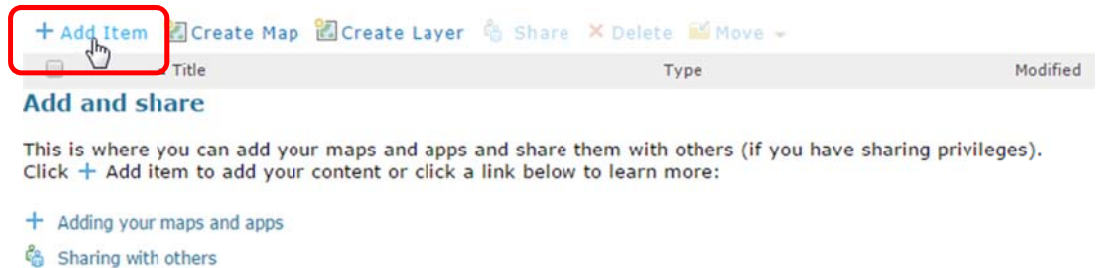 + Add Item Create Map Create Layer Share × Delete Move
Title Type Modified
Add and share
This is where you can add your maps and apps and share them with others (if you have sharing privileges).
Click + Add item to add your content or click a link below to learn more:
+ Adding your maps and apps
Sharing with others